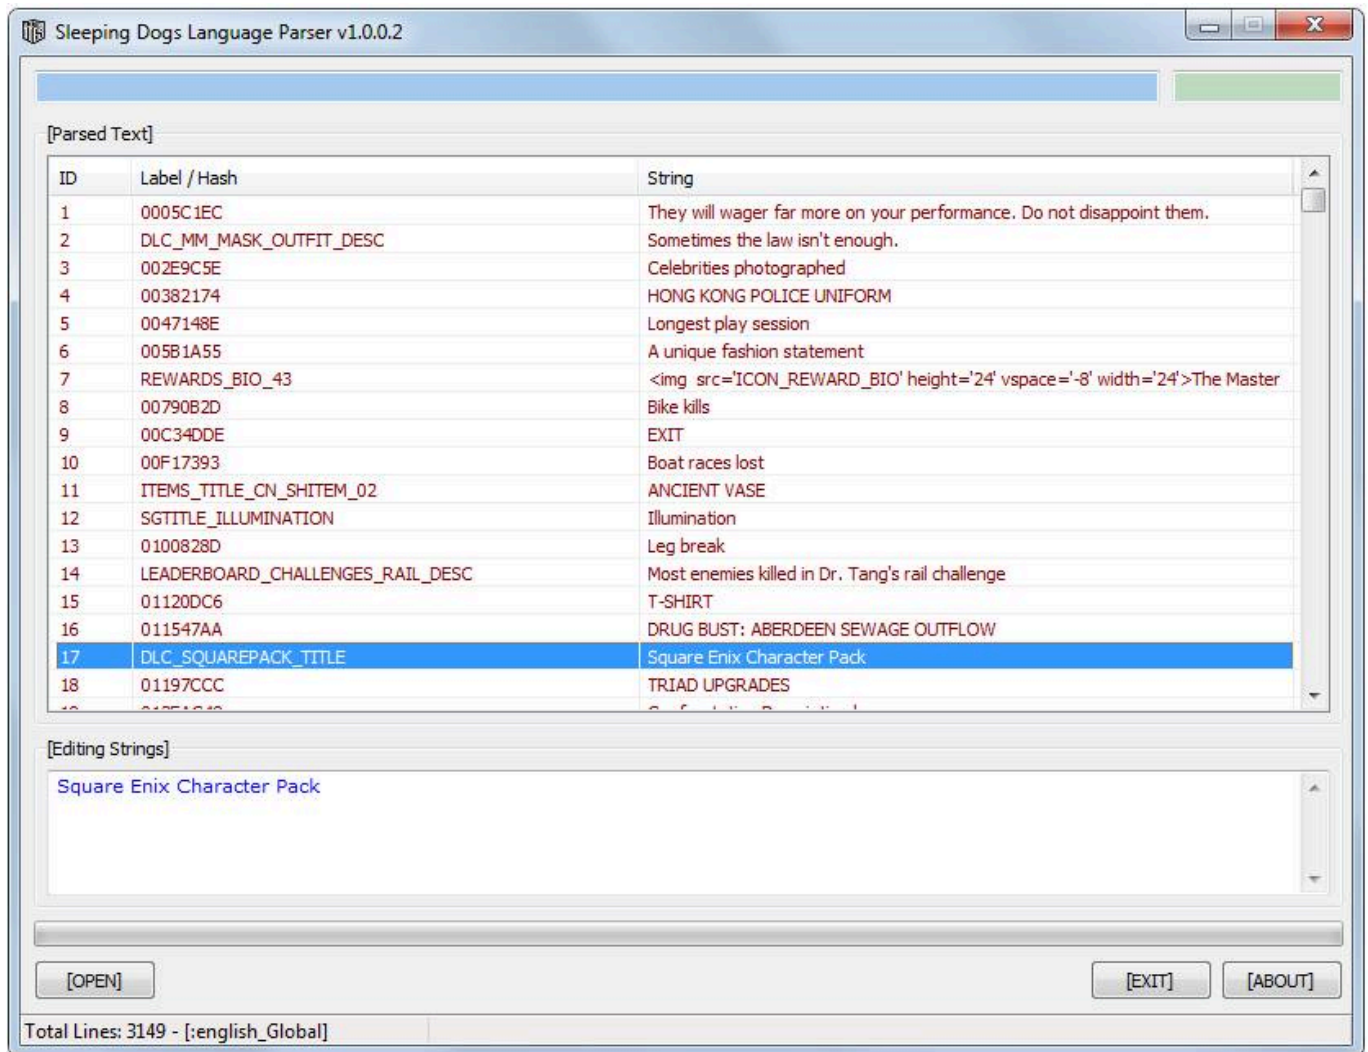 Sleeping Dogs Language Parser v1.0.0.2
[Parsed Text]
ID Label / Hash String
1 0005C1EC They will wager far more on your performance. Do not disappoint them.
2 DLC_MM_MASK_OUTFIT_DESC Sometimes the law isn't enough.
3 002E9C5E Celebrities photographed
4 00382174 HONG KONG POLICE UNIFORM
5 0047148E Longest play session
6 005B1A55 A unique fashion statement
7 REWARDS_BIO_43 <img src='ICON_REWARD_BIO' height='24' vspace='-8' width='24'>The Master
8 00790B2D Bike kills
9 00C34DDE EXIT
10 00F17393 Boat races lost
11 ITEMS_TITLE_CN_SHITEM_02 ANCIENT VASE
12 SGTITLE_ILLUMINATION Illumination
13 0100828D Leg break
14 LEADERBOARD_CHALLENGES_RAIL_DESC Most enemies killed in Dr. Tang's rail challenge
15 01120DC6 T-SHIRT
16 011547AA DRUG BUST: ABERDEEN SEWAGE OUTFLOW
17 DLC_SQUAREPACK_TITLE Square Enix Character Pack
18 01197CCC TRIAD UPGRADES
[Editing Strings]
Square Enix Character Pack
[OPEN] [EXIT] [ABOUT]
Total Lines: 3149 - [:english_Global]